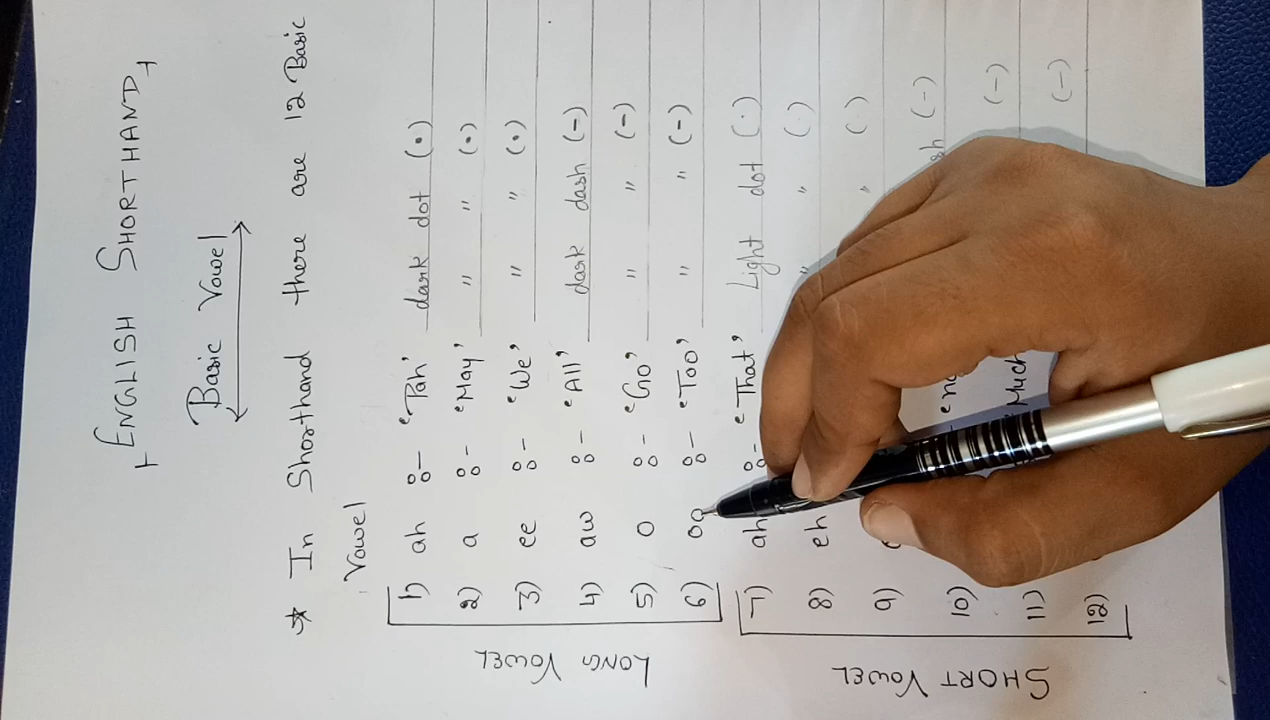 ENGLISH SHORTHAND
Basic Vowel
* In Shorthand there are 12 Basic
Vowel
LONG VOWEL
1) ah :- "Pah" dark dot (•)
2) a :- "May" " " (•)
3) ee :- "We" " " (•)
4) aw :- "All" dark dash (-)
5) o :- "Go" " " (-)
6) oo :- "Too" " " (-)
SHORT VOWEL
7) ah :- "That" Light dot (.)
8) eh " " (.)
9) " (.)
10) (-)
11) "Much (-)
12) (-)